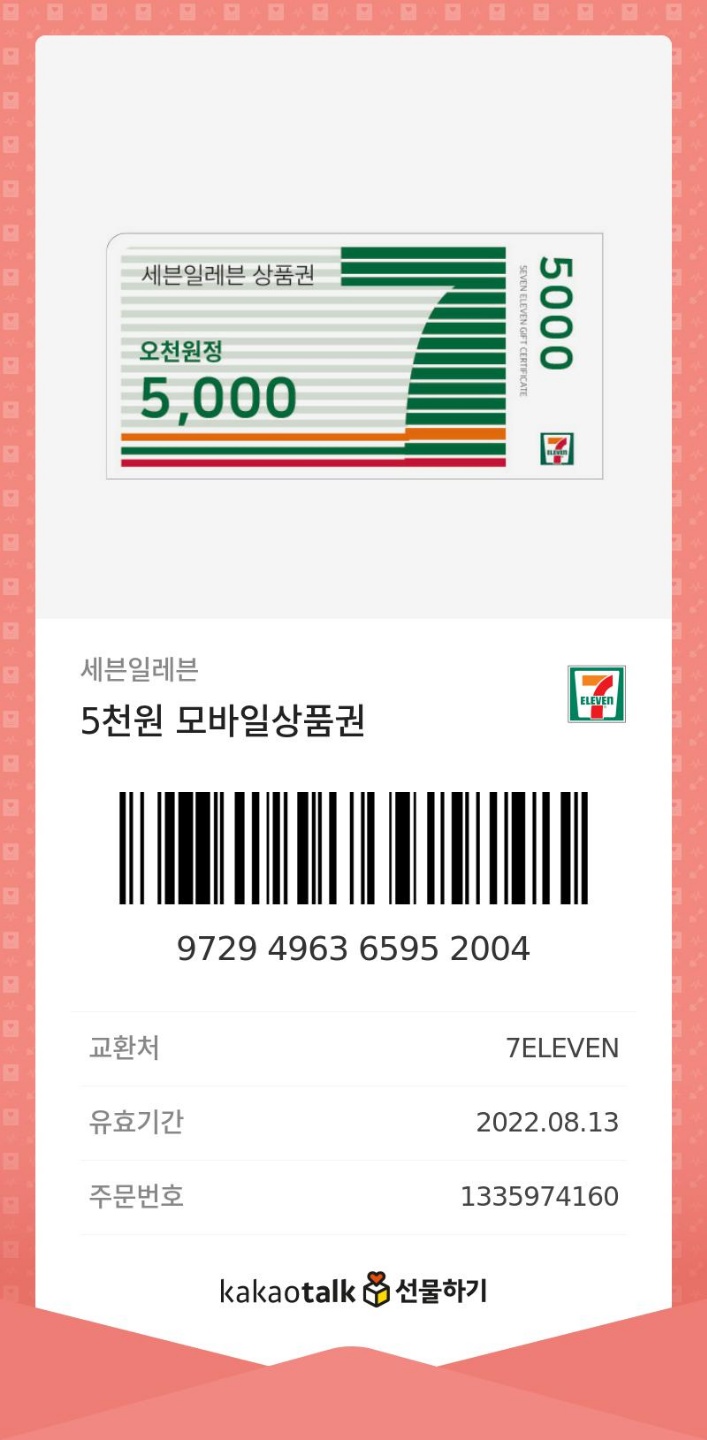 세븐일레븐 상품권
오천원정
5,000
SEVEN ELEVEN GIFT CERTIFICATE
5000
7 ELEVEN
세븐일레븐
5천원 모바일상품권
7 ELEVEN
9729 4963 6595 2004
교환처 7ELEVEN
유효기간 2022.08.13
주문번호 1335974160
kakaotalk 선물하기